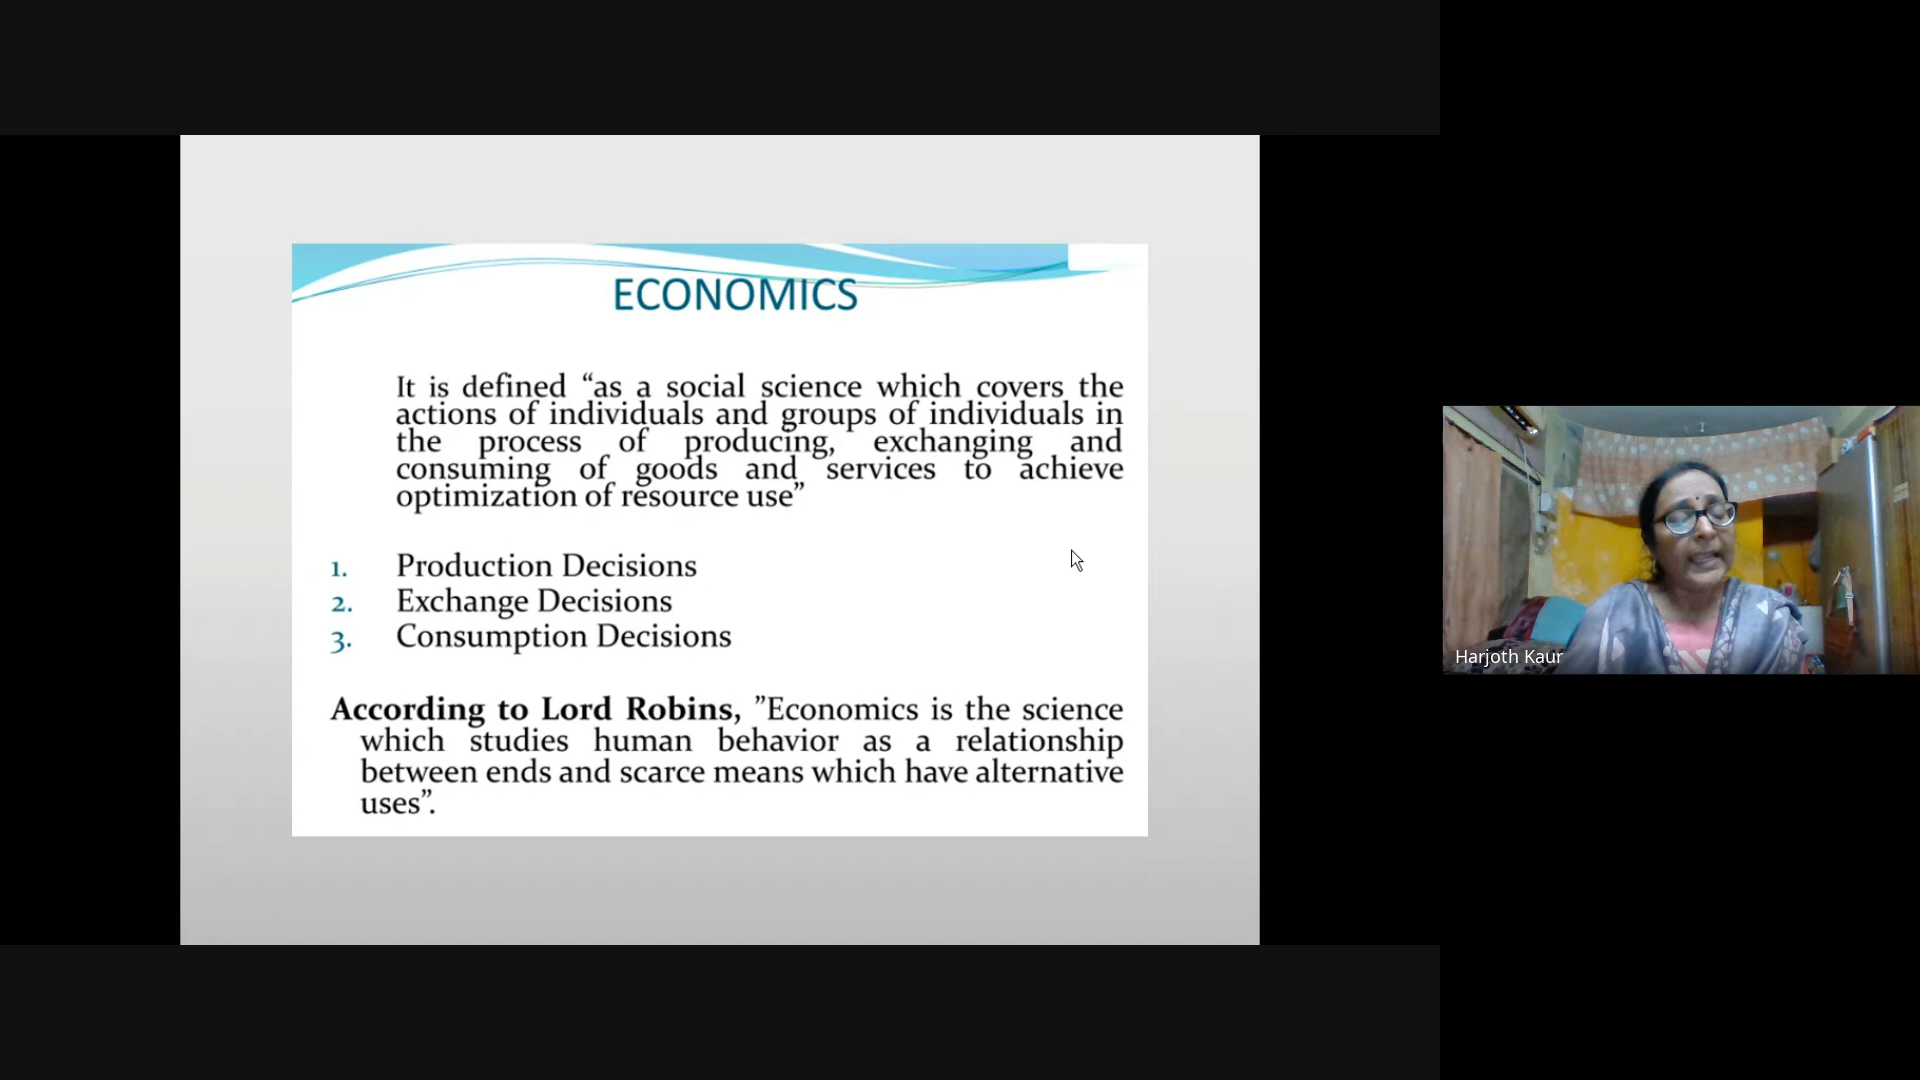 ECONOMICS
It is defined “as a social science which covers the
actions of individuals and groups of individuals in
the process of producing, exchanging and
consuming of goods and services to achieve
optimization of resource use”
1. Production Decisions
2. Exchange Decisions
3. Consumption Decisions
According to Lord Robins, ”Economics is the science
which studies human behavior as a relationship
between ends and scarce means which have alternative
uses”.
Harjoth Kaur